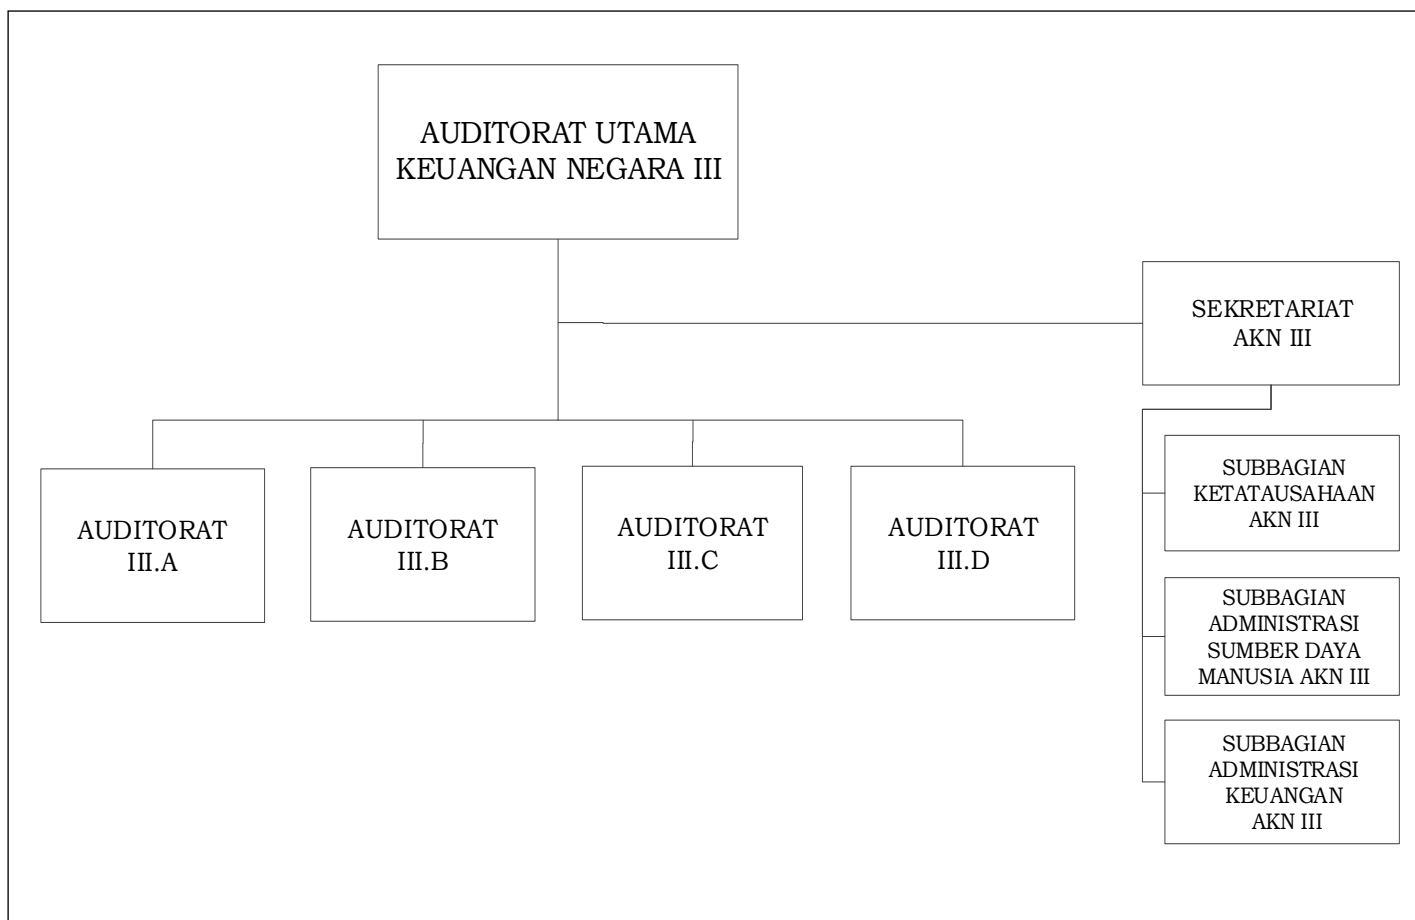 AUDITORAT UTAMA
KEUANGAN NEGARA III
SEKRETARIAT
AKN III
AUDITORAT
III.A
AUDITORAT
III.B
AUDITORAT
III.C
AUDITORAT
III.D
SUBBAGIAN
KETATAUSAHAAN
AKN III
SUBBAGIAN
ADMINISTRASI
SUMBER DAYA
MANUSIA AKN III
SUBBAGIAN
ADMINISTRASI
KEUANGAN
AKN III